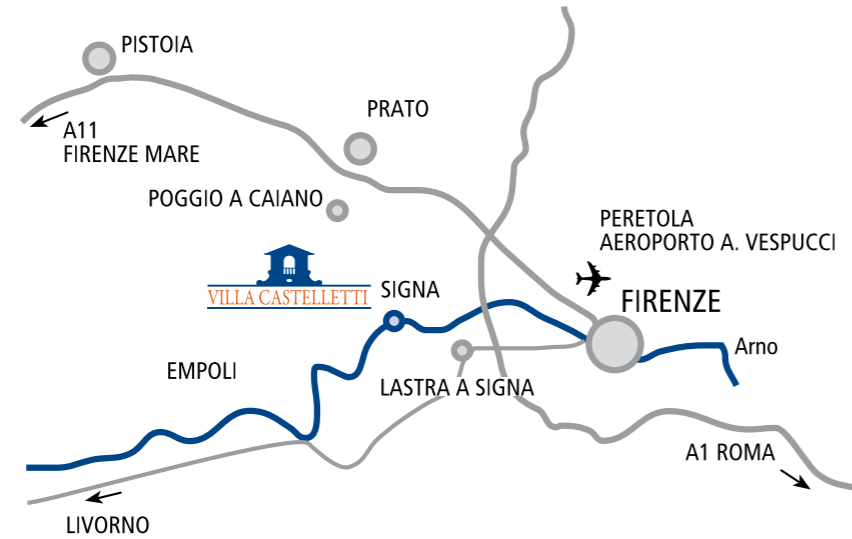 PISTOIA
PRATO
A11
FIRENZE MARE
POGGIO A CAIANO
PERETOLA
AEROPORTO A. VESPUCCI
VILLA CASTELLETTI
SIGNA
FIRENZE
Arno
EMPOLI
LASTRA A SIGNA
A1 ROMA
LIVORNO